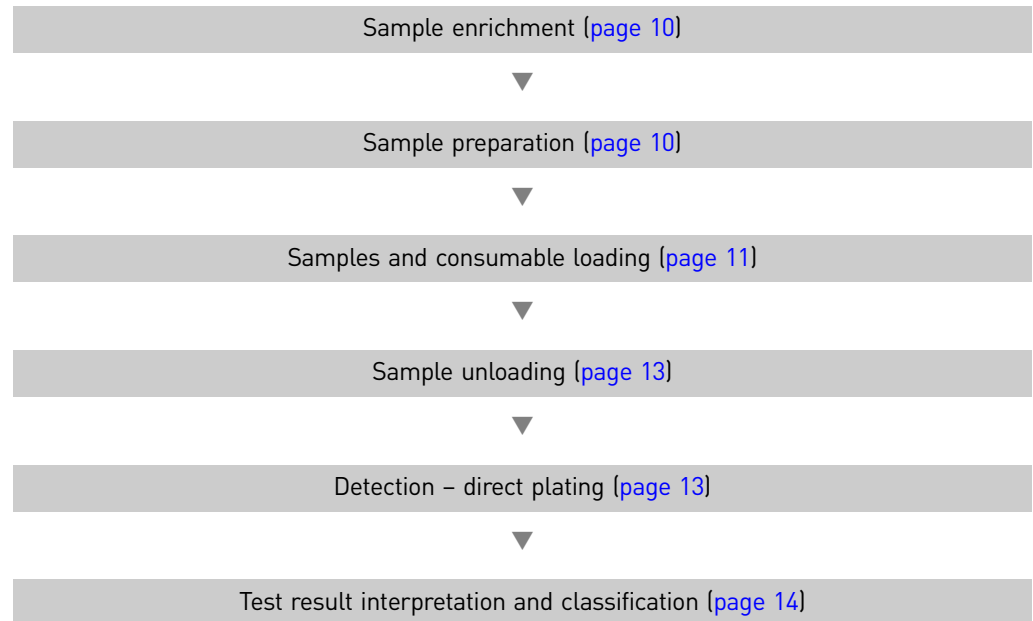 Sample enrichment (page 10)
Sample preparation (page 10)
Samples and consumable loading (page 11)
Sample unloading (page 13)
Detection – direct plating (page 13)
Test result interpretation and classification (page 14)